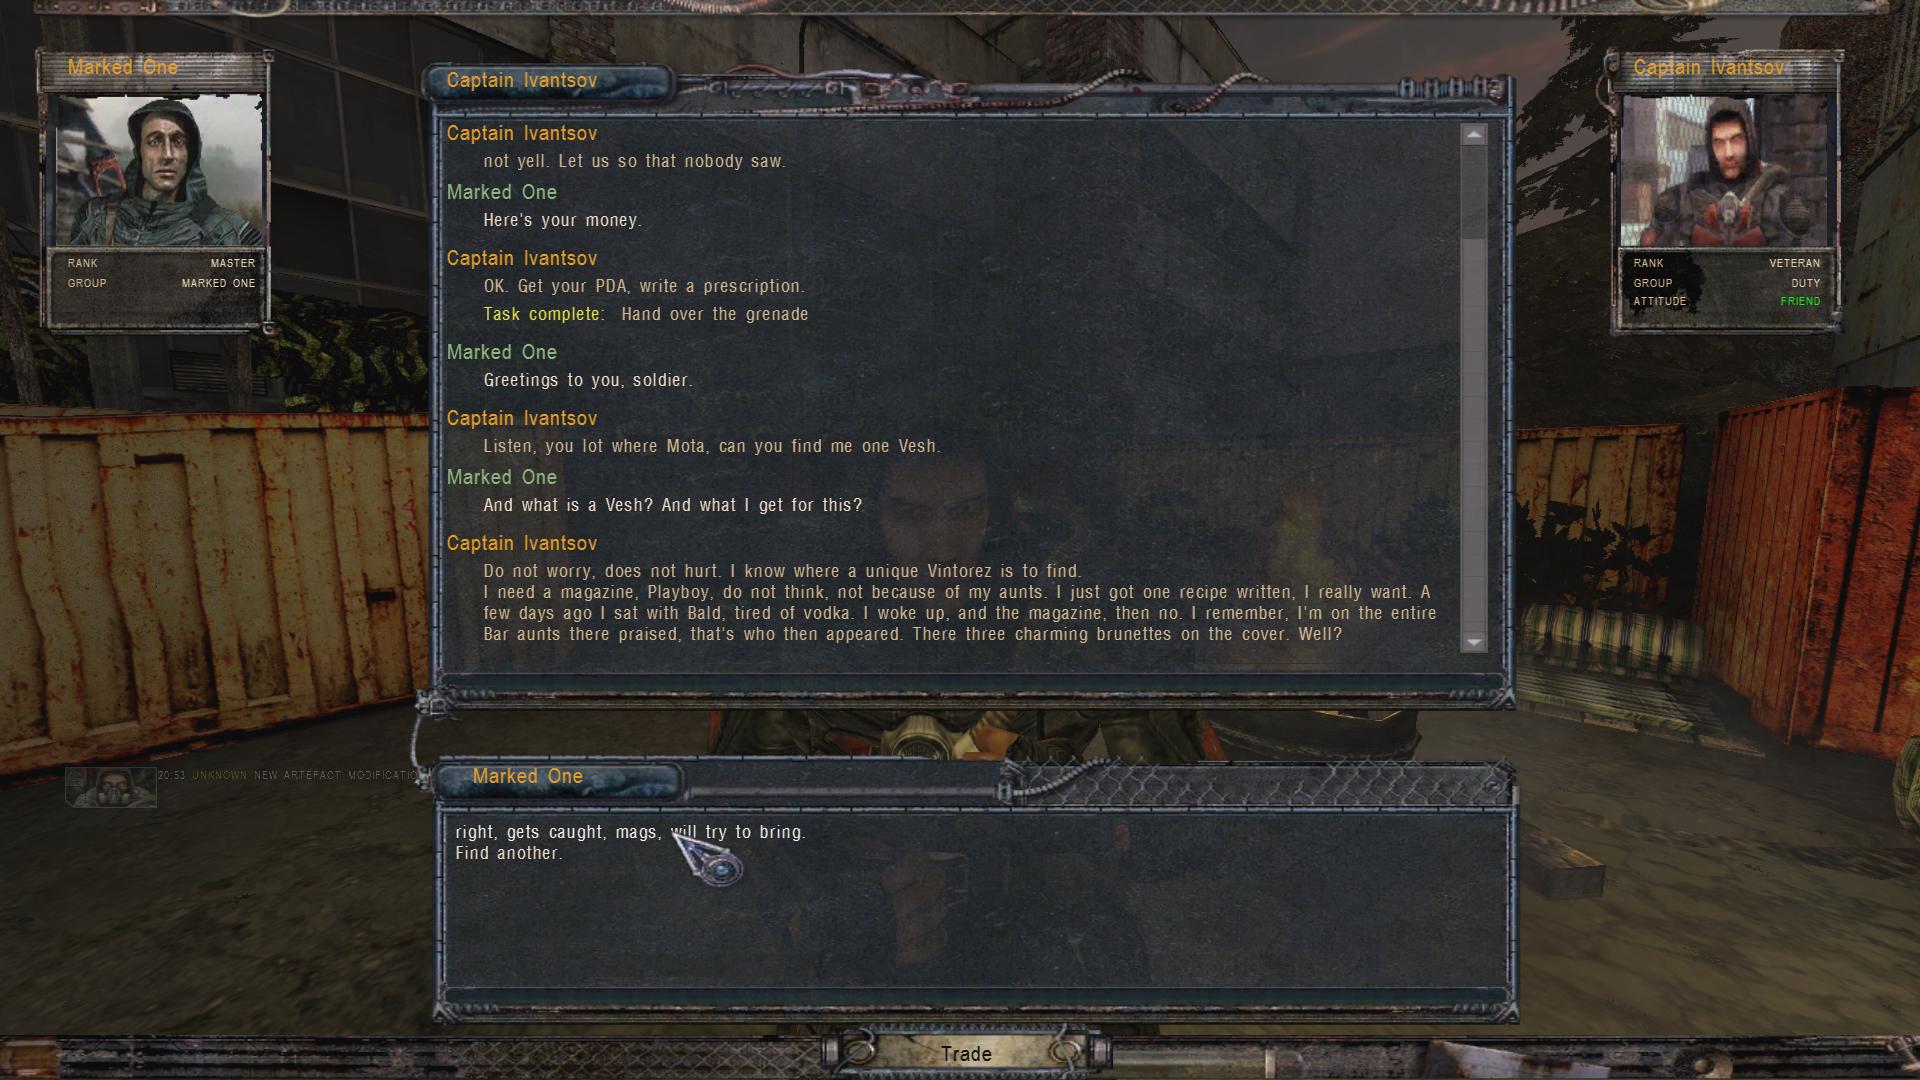 Marked One
RANK MASTER
GROUP MARKED ONE
Captain Ivantsov
Captain Ivantsov
not yell. Let us so that nobody saw.
Marked One
Here's your money.
Captain Ivantsov
OK. Get your PDA, write a prescription.
Task complete: Hand over the grenade
Marked One
Greetings to you, soldier.
Captain Ivantsov
Listen, you lot where Mota, can you find me one Vesh.
Marked One
And what is a Vesh? And what I get for this?
Captain Ivantsov
Do not worry, does not hurt. I know where a unique Vintorez is to find.
I need a magazine, Playboy, do not think, not because of my aunts. I just got one recipe written, I really want. A
few days ago I sat with Bald, tired of vodka. I woke up, and the magazine, then no. I remember, I'm on the entire
Bar aunts there praised, that's who then appeared. There three charming brunettes on the cover. Well?
Captain Ivantsov
RANK VETERAN
GROUP DUTY
ATTITUDE FRIEND
20:53 UNKNOWN NEW ARTEFACT MODIFICATIO
Marked One
right, gets caught, mags, will try to bring.
Find another.
Trade